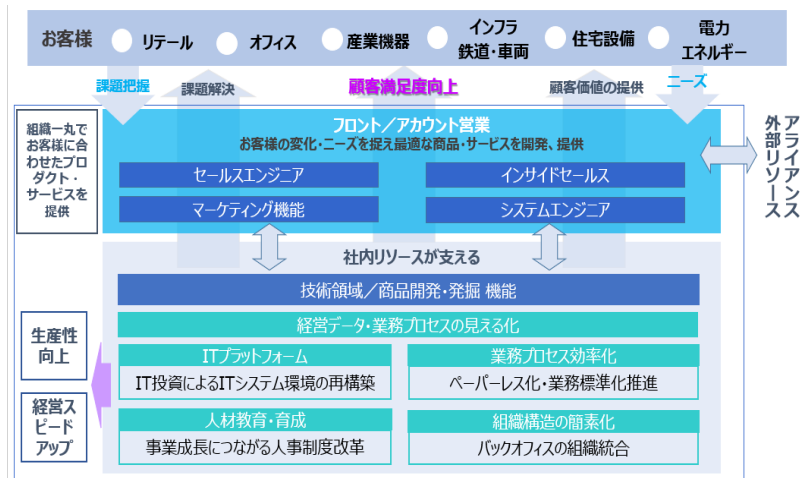 お客様
リテール
オフィス
産業機器
インフラ
鉄道・車両
住宅設備
電力
エネルギー
課題把握
課題解決
顧客満足度向上
顧客価値の提供
ニーズ
組織一丸で
お客様に合
わせたプロ
ダクト・
サービスを
提供
フロント／アカウント営業
お客様の変化・ニーズを捉え最適な商品・サービスを開発、提供
セールスエンジニア
インサイドセールス
マーケティング機能
システムエンジニア
アライアンス
外部リソース
社内リソースが支える
技術領域／商品開発・発掘 機能
経営データ・業務プロセスの見える化
生産性
向上
経営ス
ピード
アップ
ITプラットフォーム
IT投資によるITシステム環境の再構築
業務プロセス効率化
ペーパーレス化・業務標準化推進
人材教育・育成
事業成長につながる人事制度改革
組織構造の簡素化
バックオフィスの組織統合